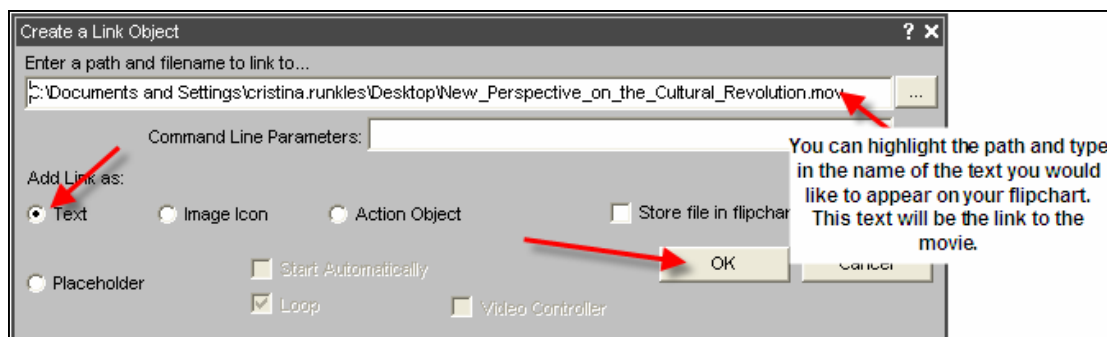 Create a Link Object
Enter a path and filename to link to...
C:\Documents and Settings\cristina.runkles\Desktop\New_Perspective_on_the_Cultural_Revolution.mov
...
Command Line Parameters:
You can highlight the path and type
in the name of the text you would
like to appear on your flipchart.
This text will be the link to the
movie.
Add Link as:
Text
Image Icon
Action Object
Store file in flipchar
OK
Cancel
Placeholder
Start Automatically
Loop
Video Controller